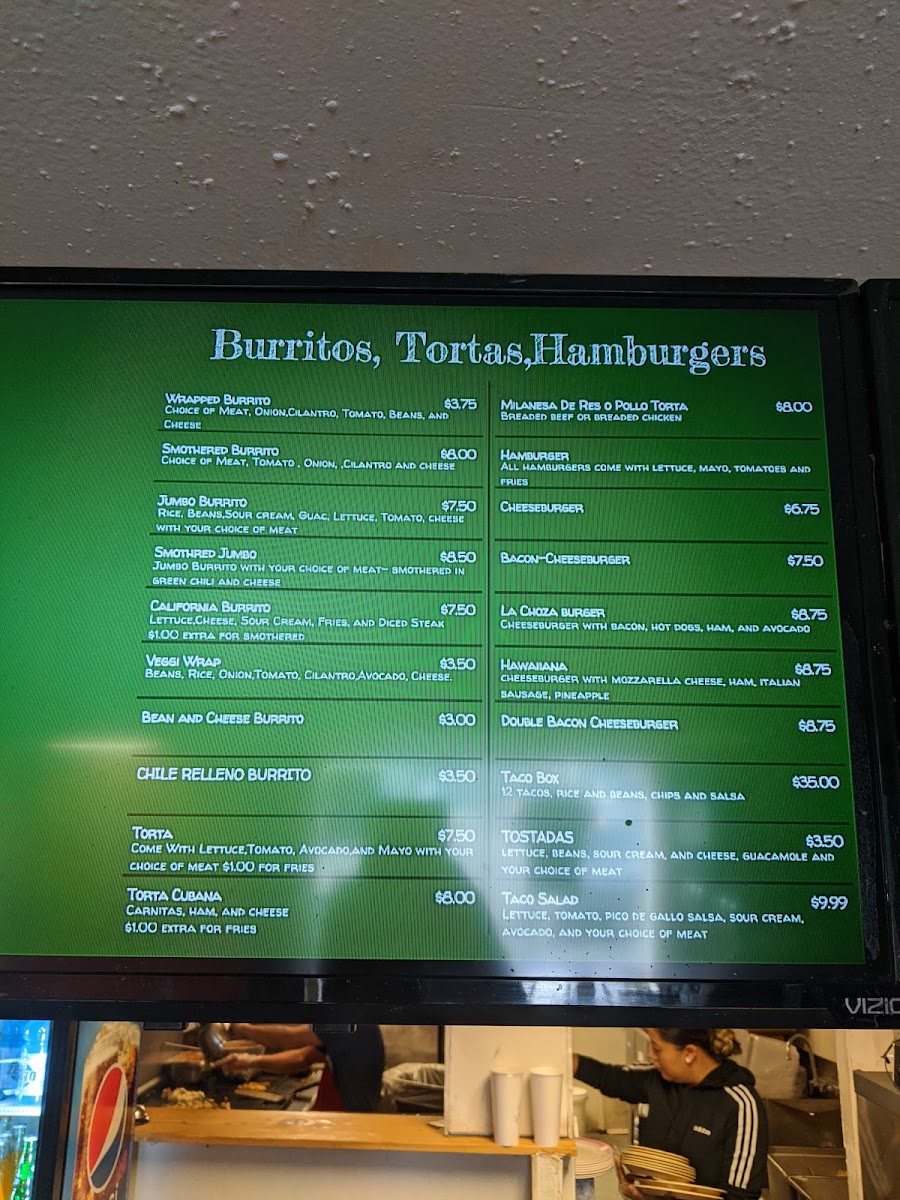 Burritos, Tortas,Hamburgers
Wrapped Burrito $3.75
Choice of Meat, Onion,Cilantro, Tomato, Beans, and
Cheese
Smothered Burrito $8.00
Choice of Meat, Tomato , Onion, ,Cilantro and cheese
Jumbo Burrito $7.50
Rice, Beans,Sour cream, Guac, Lettuce, Tomato, cheese
with your choice of meat
Smothred Jumbo $8.50
Jumbo Burrito with your choice of meat- smothered in
green chili and cheese
California Burrito $7.50
Lettuce,Cheese, Sour Cream, Fries, and Diced Steak
$1.00 extra for smothered
Veggi Wrap $3.50
Beans, Rice, Onion,Tomato, Cilantro,Avocado, Cheese.
Bean and Cheese Burrito $3.00
CHILE RELLENO BURRITO $3.50
Torta $7.50
Come With Lettuce,Tomato, Avocado,and Mayo with your
choice of meat $1.00 for fries
Torta Cubana $8.00
Carnitas, Ham, and cheese
$1.00 extra for fries
Milanesa De Res o Pollo Torta $8.00
Breaded beef or breaded chicken
Hamburger
All hamburgers come with lettuce, mayo, tomatoes and
fries
Cheeseburger $6.75
Bacon-Cheeseburger $7.50
La Choza burger $8.75
Cheeseburger with bacon, hot dogs, ham, and avocado
Hawaiiana $8.75
cheeseburger with mozzarella cheese, ham, italian
sausage, pineapple
Double Bacon Cheeseburger $8.75
Taco Box $35.00
12 tacos, rice and beans, chips and salsa
TOSTADAS $3.50
lettuce, beans, sour cream, and cheese, guacamole and
your choice of meat
Taco Salad $9.99
Lettuce, tomato, pico de gallo salsa, sour cream,
avocado, and your choice of meat
VIZIO
adidas